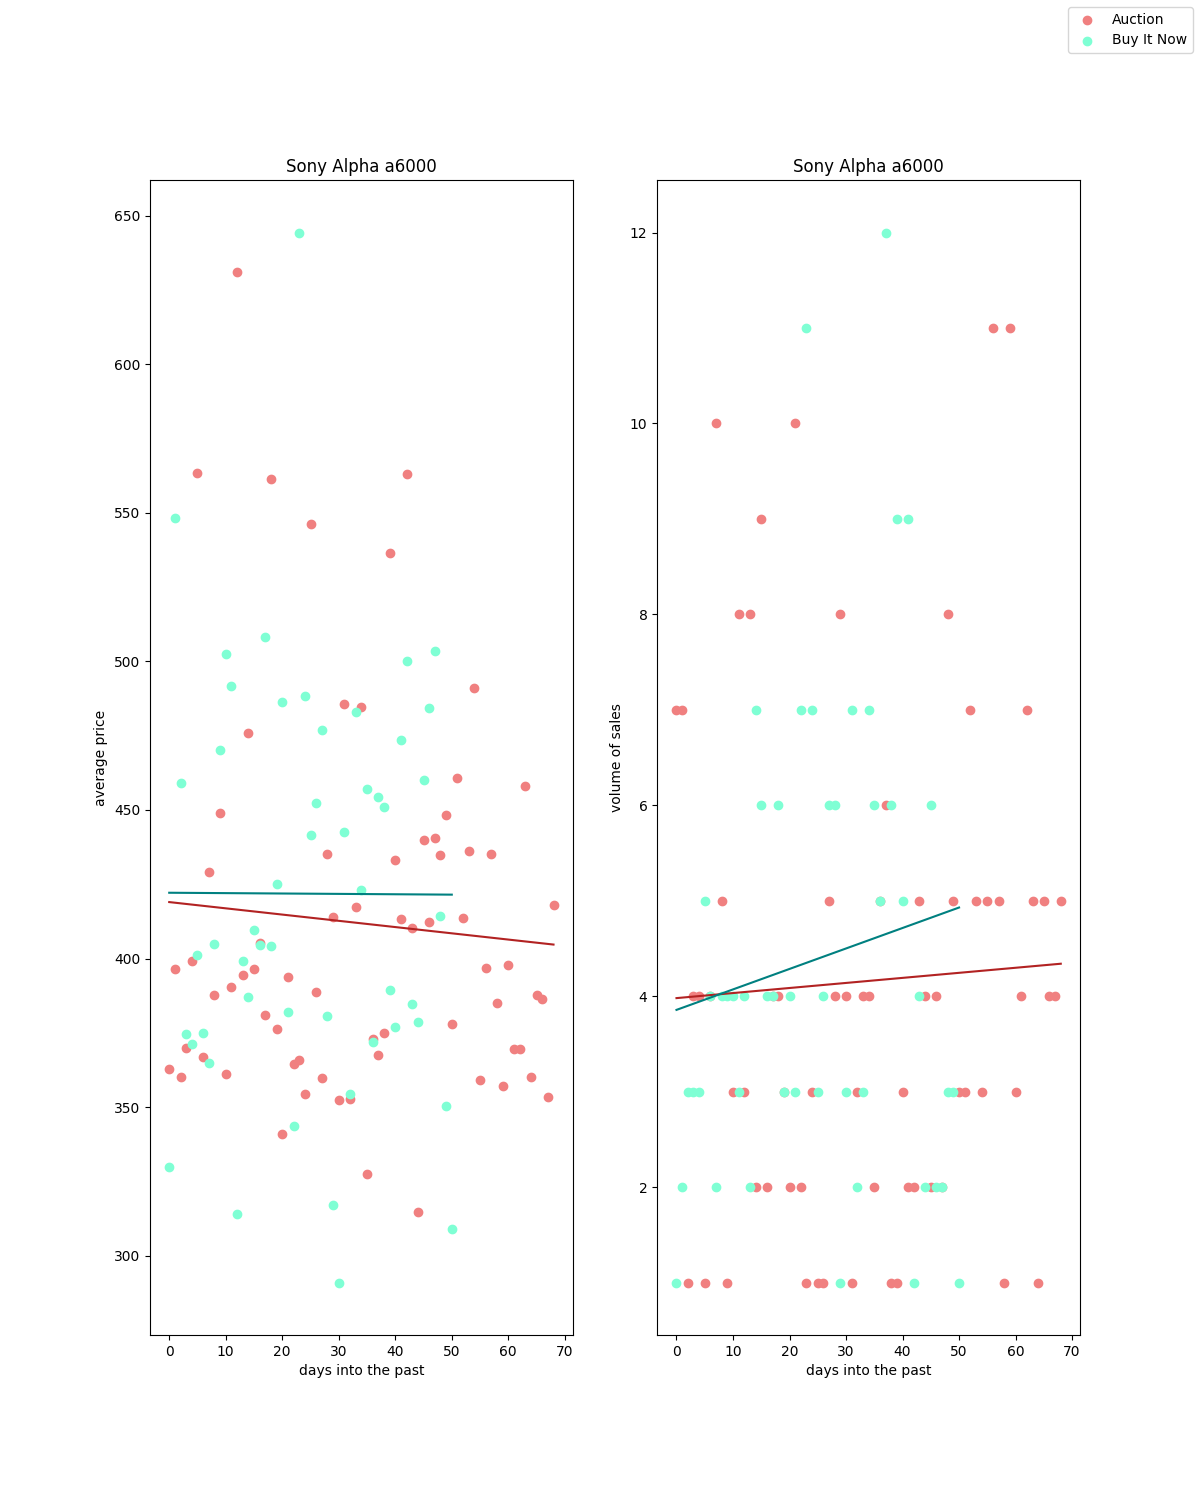 Auction
Buy It Now
Sony Alpha a6000
650
600
550
500
450
400
350
300
average price
0 10 20 30 40 50 60 70
days into the past
Sony Alpha a6000
12
10
8
6
4
2
volume of sales
0 10 20 30 40 50 60 70
days into the past